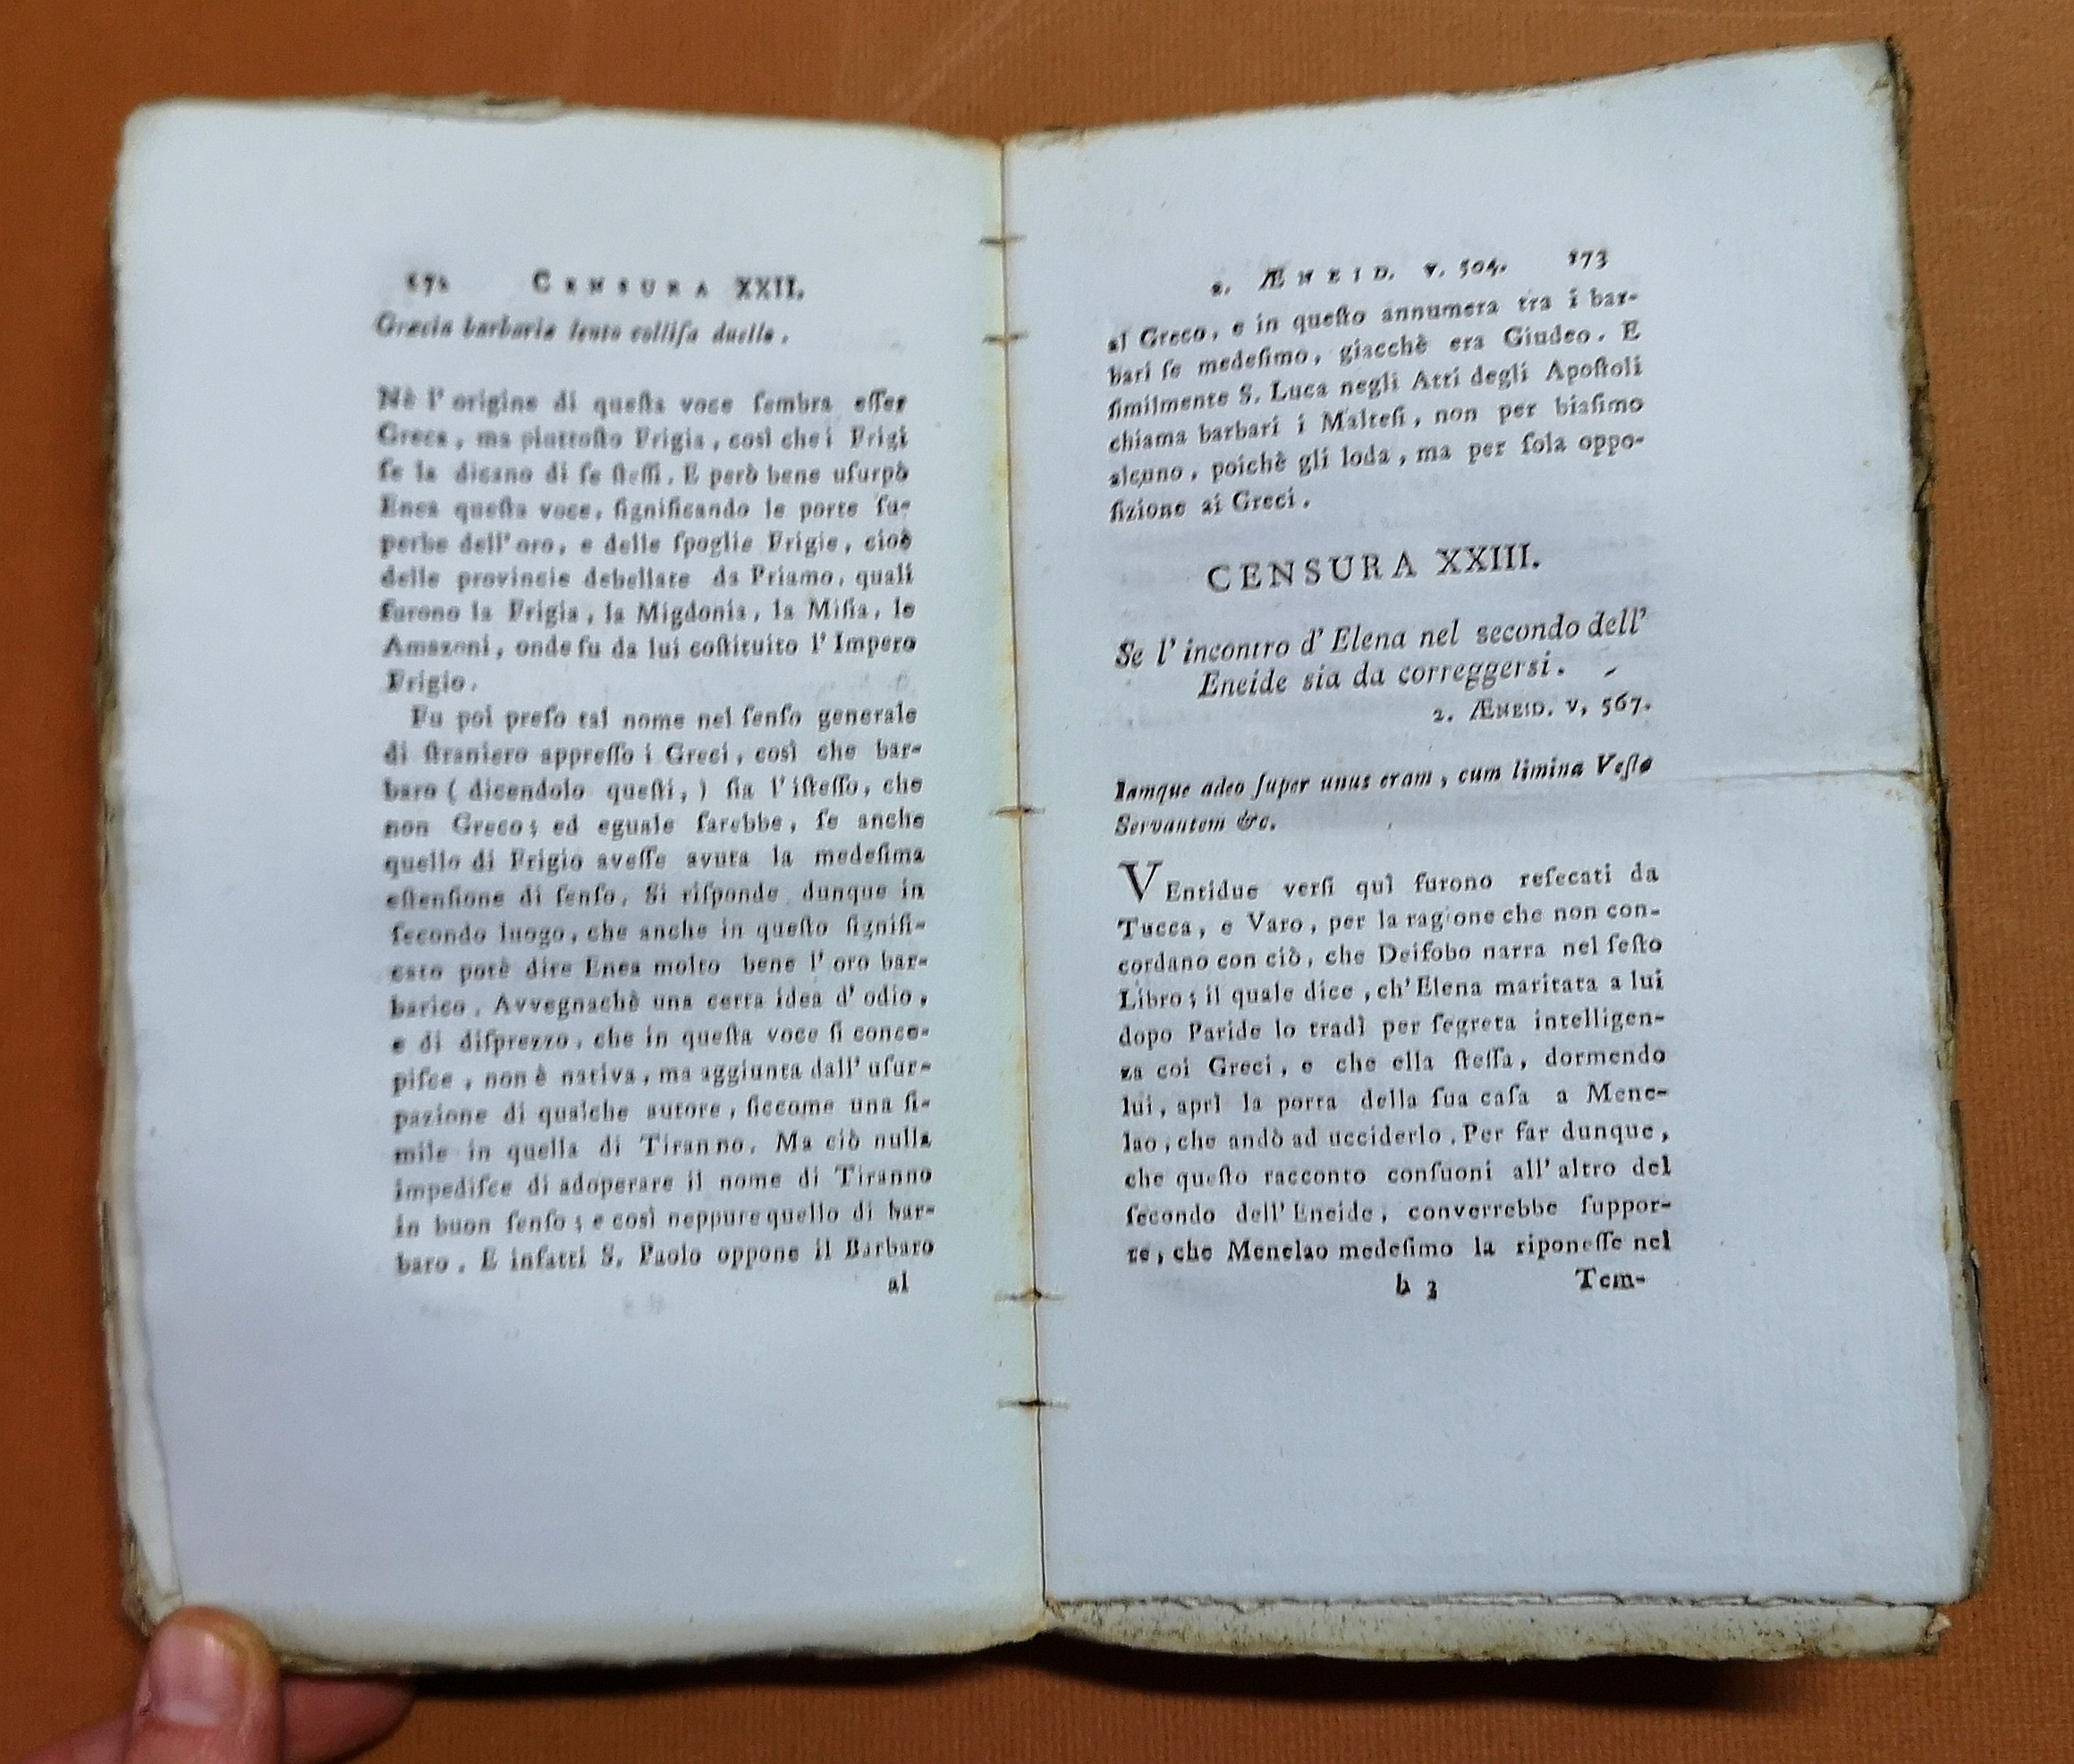 172 CENSURA XXII.
Græcia barbariæ lento collisa duello.
Nè l'origine di questa voce sembra esser
Greca, ma piuttosto Frigia, così che i Frigi
se la dicano di se stessi. E però bene usurpò
Enea questa voce, significando le porte su-
perbe dell'oro, e delle spoglie Frigie, cioè
delle provincie debellate da Priamo, quali
furono la Frigia, la Migdonia, la Misia, le
Amazoni, onde fu da lui costituito l'Impero
Frigio.
Fu poi preso tal nome nel senso generale
di straniero appresso i Greci, così che bar-
baro (dicendolo questi,) sia l'istesso, che
non Greco; ed eguale sarebbe, se anche
quello di Frigio avesse avuta la medesima
estensione di senso. Si risponde dunque in
secondo luogo, che anche in questo signifi-
cato potè dire Enea molto bene l'oro bar-
barico. Avvegnachè una certa idea d'odio,
e di disprezzo, che in questa voce si conce-
pisce, non è nativa, ma aggiunta dall'usur-
pazione di qualche autore, siccome una si-
mile in quella di Tiranno. Ma ciò nulla
impedisce di adoperare il nome di Tiranno
in buon senso; e così neppure quello di bar-
baro. E infatti S. Paolo oppone il Barbaro
al
2. ÆNEID. v. 504. 173
al Greco, e in questo annumera tra i bar-
bari se medesimo, giacchè era Giudeo. E
similmente S. Luca negli Atti degli Apostoli
chiama barbari i Maltesi, non per biasimo
alcuno, poichè gli loda, ma per sola oppo-
sizione ai Greci.
CENSURA XXIII.
Se l'incontro d'Elena nel secondo dell'
Eneide sia da correggersi.
2. ÆNEID. v, 567.
Iamque adeo super unus eram, cum limina Vestæ
Servantem &c.
VEntidue versi quì furono resecati da
Tucca, e Varo, per la ragione che non con-
cordano con ciò, che Deifobo narra nel sesto
Libro; il quale dice, ch'Elena maritata a lui
dopo Paride lo tradì per segreta intelligen-
za coi Greci, e che ella stessa, dormendo
lui, aprì la porta della sua casa a Mene-
lao, che andò ad ucciderlo. Per far dunque,
che questo racconto consuoni all'altro del
secondo dell'Eneide, converrebbe suppor-
re, che Menelao medesimo la riponesse nel
h 3 Tem-